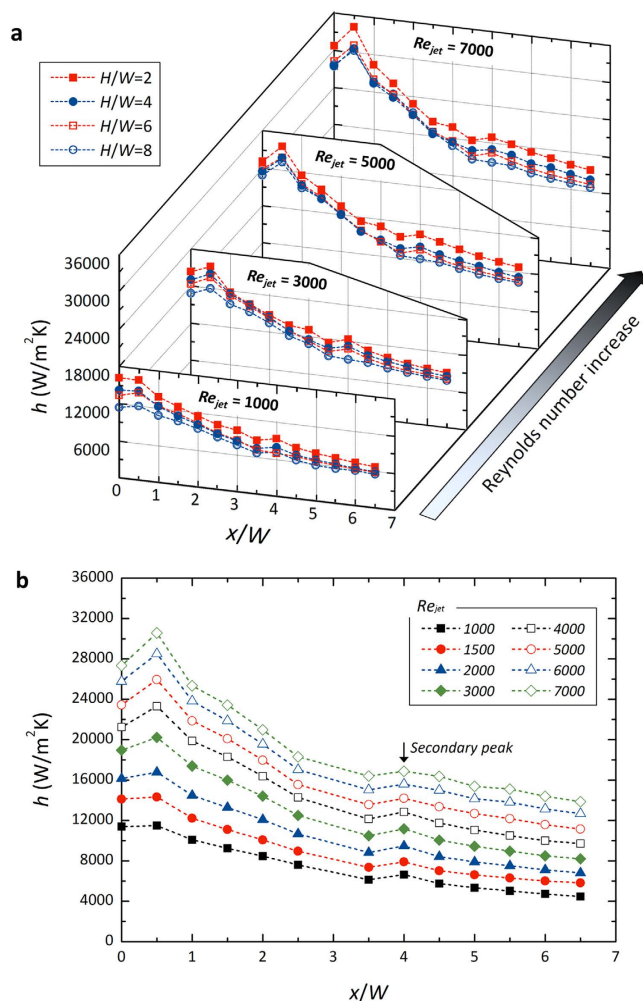 a
H/W=2
H/W=4
H/W=6
H/W=8
Re_jet = 7000
Re_jet = 5000
Re_jet = 3000
Re_jet = 1000
36000
30000
24000
18000
12000
6000
h (W/m²K)
0 1 2 3 4 5 6 7
x/W
Reynolds number increase
b
36000
32000
28000
24000
20000
16000
12000
8000
4000
0
h (W/m²K)
Re_jet
1000 4000
1500 5000
2000 6000
3000 7000
Secondary peak
0 1 2 3 4 5 6 7
x/W